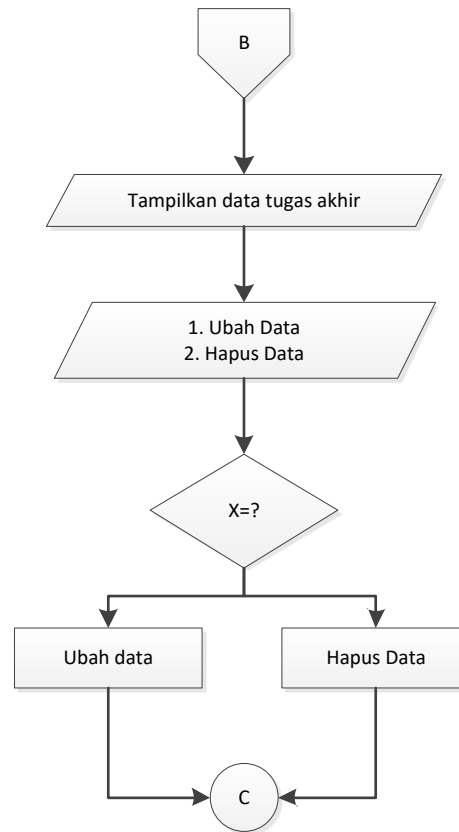 B
Tampilkan data tugas akhir
1. Ubah Data
2. Hapus Data
X=?
Ubah data
Hapus Data
C